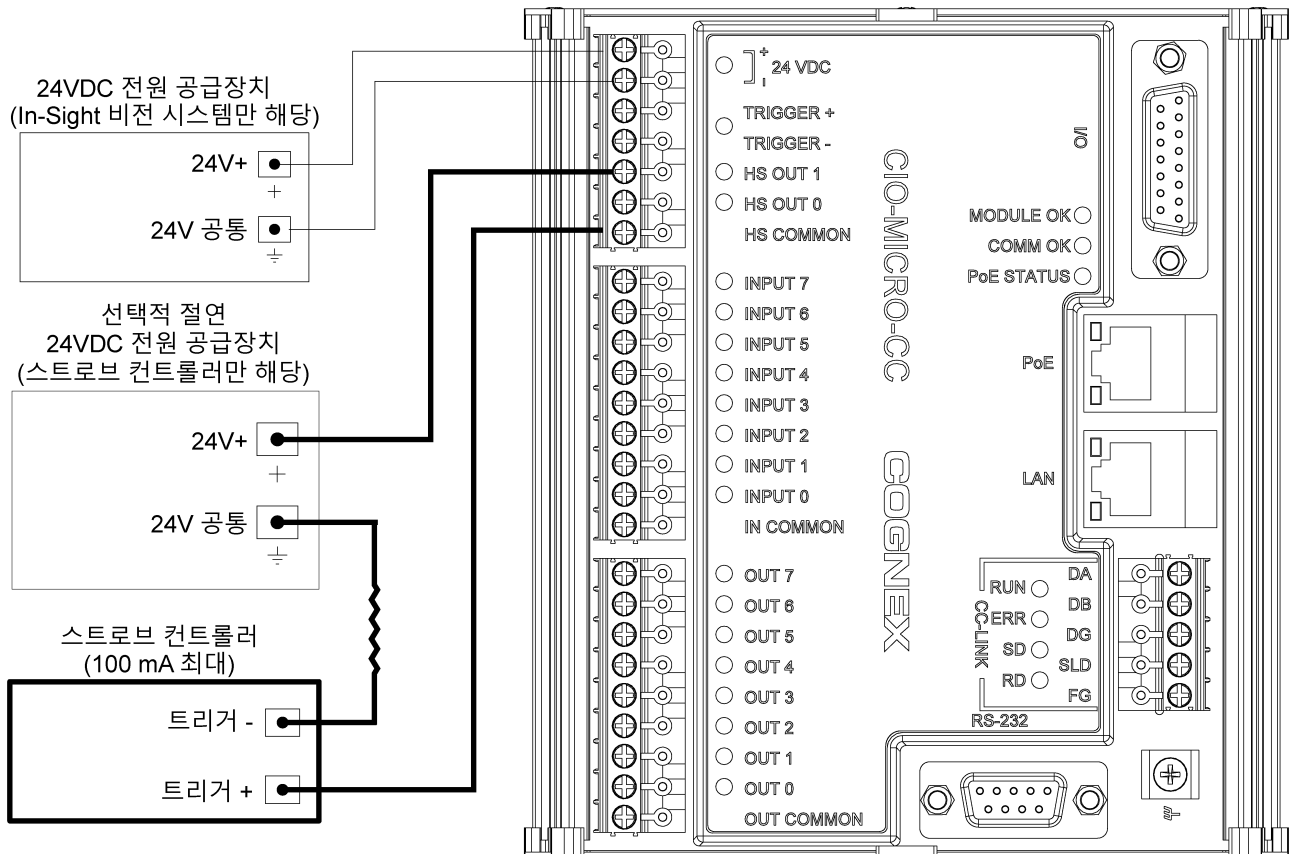 24VDC 전원 공급장치
(In-Sight 비전 시스템만 해당)
24V+
+
24V 공통
선택적 절연
24VDC 전원 공급장치
(스트로브 컨트롤러만 해당)
24V+
+
24V 공통
스트로브 컨트롤러
(100 mA 최대)
트리거 -
트리거 +
+
-
24 VDC
TRIGGER +
TRIGGER -
HS OUT 1
HS OUT 0
HS COMMON
INPUT 7
INPUT 6
INPUT 5
INPUT 4
INPUT 3
INPUT 2
INPUT 1
INPUT 0
IN COMMON
OUT 7
OUT 6
OUT 5
OUT 4
OUT 3
OUT 2
OUT 1
OUT 0
OUT COMMON
CIO-MICRO-CC
COGNEX
I/O
MODULE OK
COMM OK
PoE STATUS
PoE
LAN
CC-LINK
RUN
ERR
SD
RD
DA
DB
DG
SLD
FG
RS-232